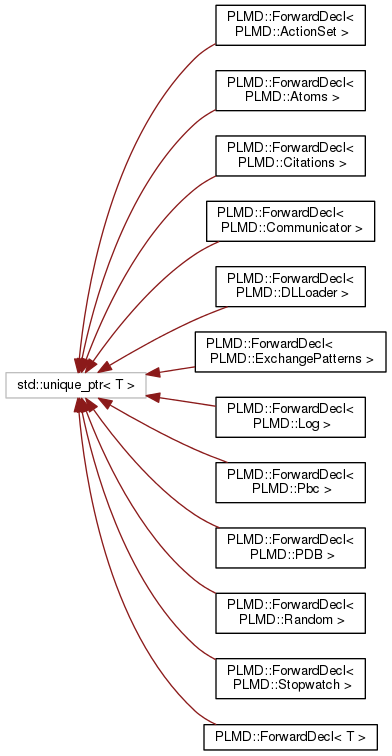 PLMD::ForwardDecl<
PLMD::ActionSet >
PLMD::ForwardDecl<
PLMD::Atoms >
PLMD::ForwardDecl<
PLMD::Citations >
PLMD::ForwardDecl<
PLMD::Communicator >
PLMD::ForwardDecl<
PLMD::DLLoader >
PLMD::ForwardDecl<
PLMD::ExchangePatterns >
std::unique_ptr< T >
PLMD::ForwardDecl<
PLMD::Log >
PLMD::ForwardDecl<
PLMD::Pbc >
PLMD::ForwardDecl<
PLMD::PDB >
PLMD::ForwardDecl<
PLMD::Random >
PLMD::ForwardDecl<
PLMD::Stopwatch >
PLMD::ForwardDecl< T >